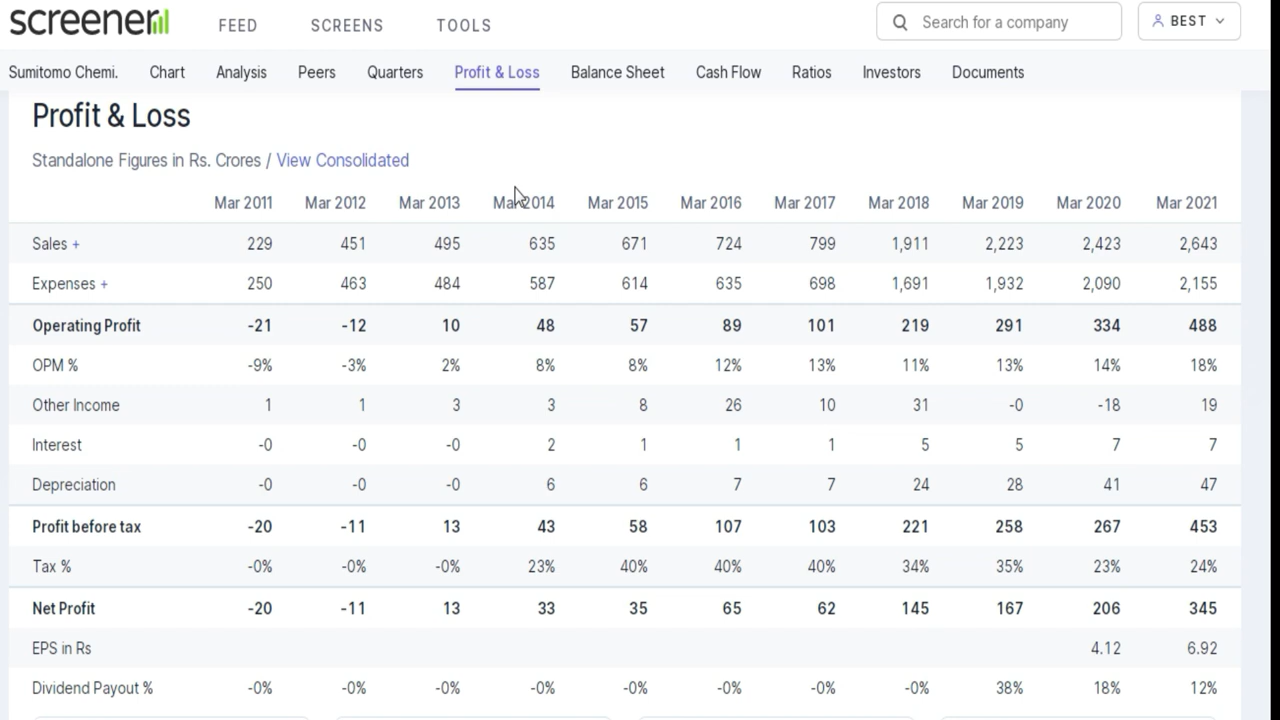 screener
FEED SCREENS TOOLS Search for a company BEST
Sumitomo Chemi. Chart Analysis Peers Quarters Profit & Loss Balance Sheet Cash Flow Ratios Investors Documents
Profit & Loss
Standalone Figures in Rs. Crores / View Consolidated
Mar 2011 Mar 2012 Mar 2013 Mar 2014 Mar 2015 Mar 2016 Mar 2017 Mar 2018 Mar 2019 Mar 2020 Mar 2021
Sales + 229 451 495 635 671 724 799 1,911 2,223 2,423 2,643
Expenses + 250 463 484 587 614 635 698 1,691 1,932 2,090 2,155
Operating Profit -21 -12 10 48 57 89 101 219 291 334 488
OPM % -9% -3% 2% 8% 8% 12% 13% 11% 13% 14% 18%
Other Income 1 1 3 3 8 26 10 31 -0 -18 19
Interest -0 -0 -0 2 1 1 1 5 5 7 7
Depreciation -0 -0 -0 6 6 7 7 24 28 41 47
Profit before tax -20 -11 13 43 58 107 103 221 258 267 453
Tax % -0% -0% -0% 23% 40% 40% 40% 34% 35% 23% 24%
Net Profit -20 -11 13 33 35 65 62 145 167 206 345
EPS in Rs 4.12 6.92
Dividend Payout % -0% -0% -0% -0% -0% -0% -0% -0% 38% 18% 12%